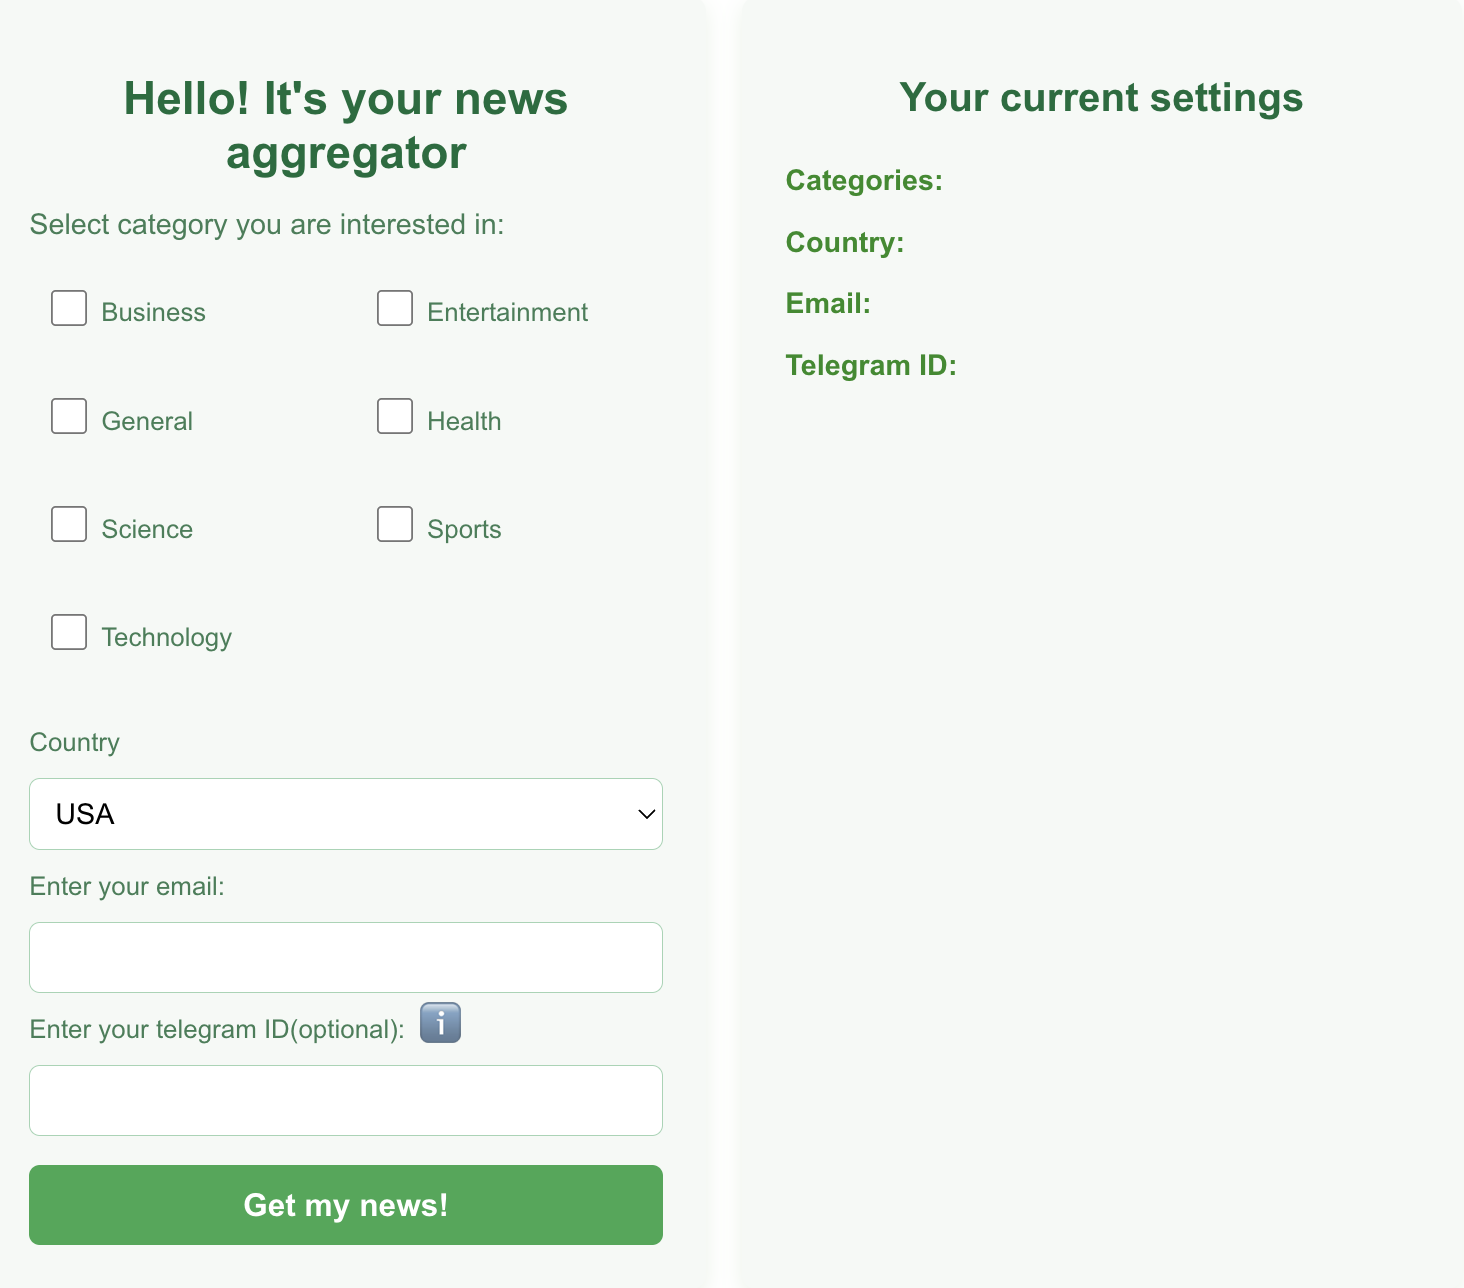 Hello! It's your news
aggregator
Select category you are interested in:
Business
Entertainment
General
Health
Science
Sports
Technology
Country
USA
Enter your email:
Enter your telegram ID(optional): ℹ️
Get my news!
Your current settings
Categories:
Country:
Email:
Telegram ID: